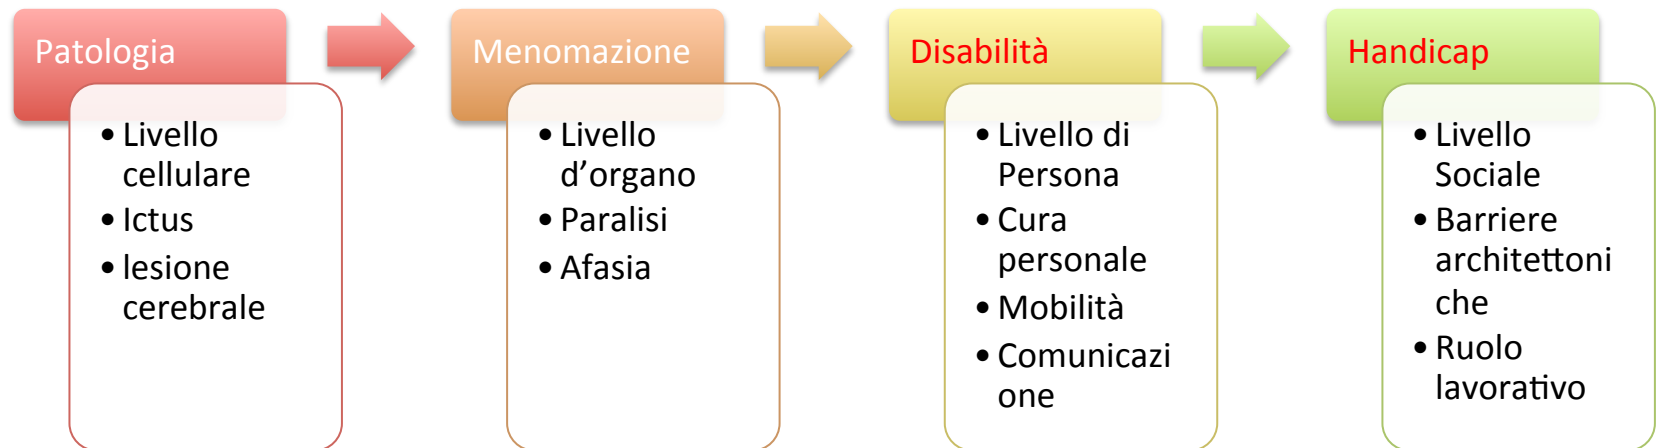 Patologia
• Livello
cellulare
• Ictus
• lesione
cerebrale
Menomazione
• Livello
d’organo
• Paralisi
• Afasia
Disabilità
• Livello di
Persona
• Cura
personale
• Mobilità
• Comunicazi
one
Handicap
• Livello
Sociale
• Barriere
architettoni
che
• Ruolo
lavorativo